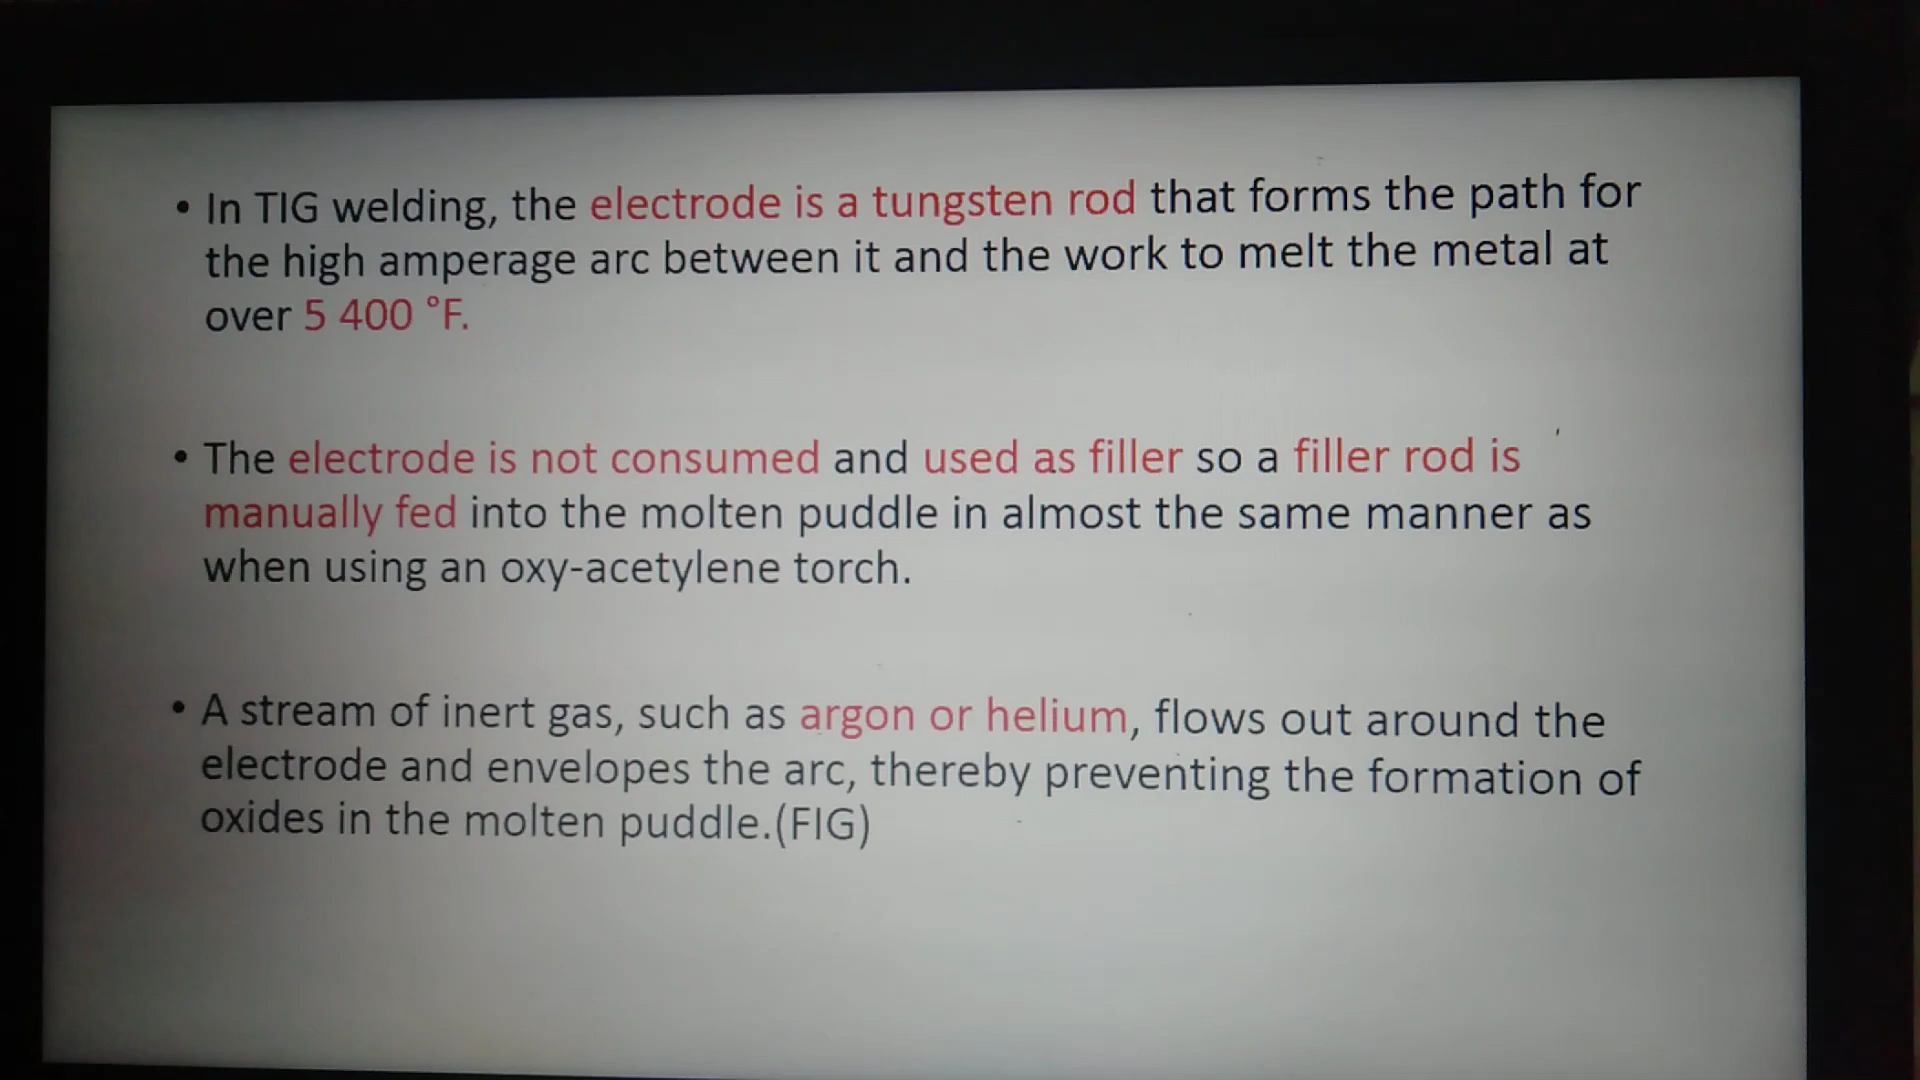 • In TIG welding, the electrode is a tungsten rod that forms the path for
the high amperage arc between it and the work to melt the metal at
over 5 400 °F.
• The electrode is not consumed and used as filler so a filler rod is
manually fed into the molten puddle in almost the same manner as
when using an oxy-acetylene torch.
• A stream of inert gas, such as argon or helium, flows out around the
electrode and envelopes the arc, thereby preventing the formation of
oxides in the molten puddle.(FIG)